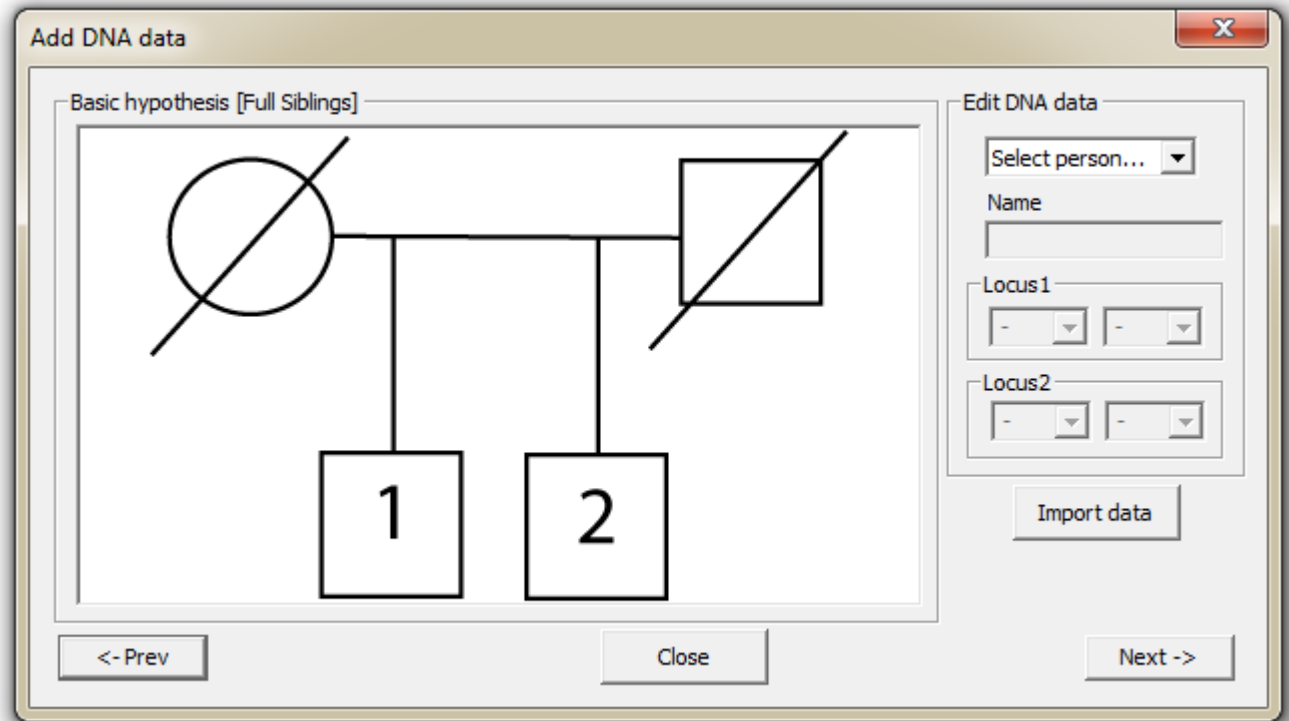 Add DNA data
Basic hypothesis [Full Siblings]
1
2
Edit DNA data
Select person...
Name
Locus1
- -
Locus2
- -
Import data
<- Prev
Close
Next ->